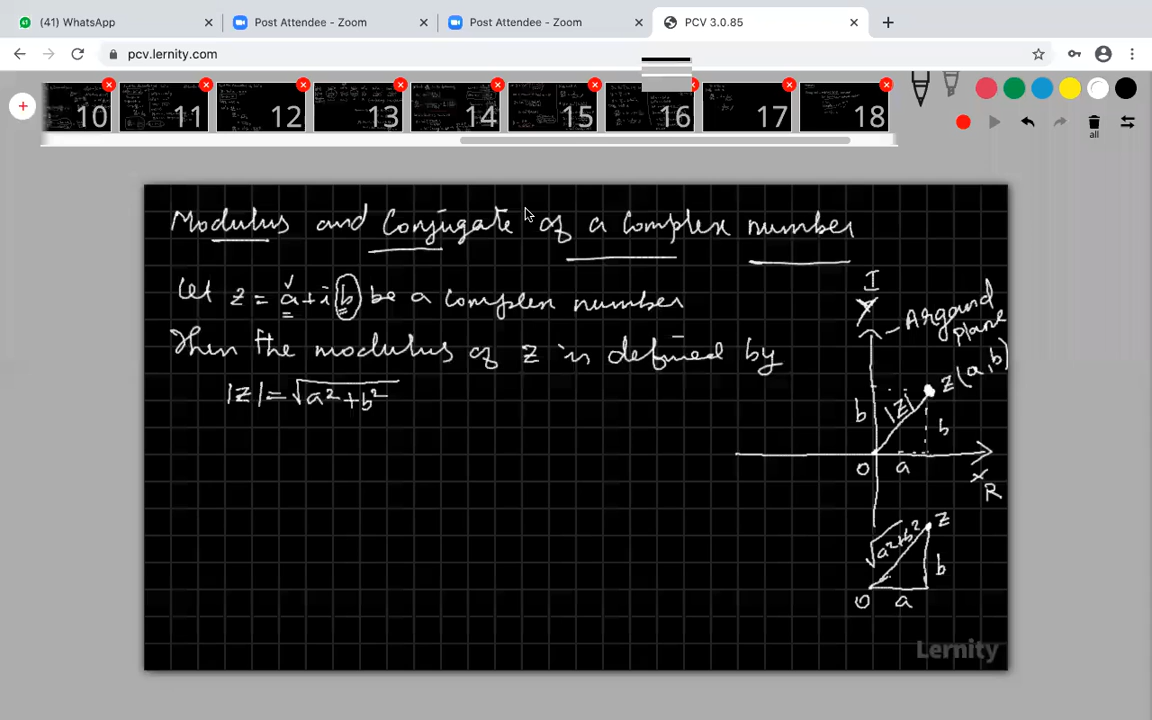 (41) WhatsApp
Post Attendee - Zoom
Post Attendee - Zoom
PCV 3.0.85
pcv.lernity.com
10
11
12
13
14
15
16
17
18
all
Modulus and Conjugate of a complex number
Let z = a + i b be a complex number
Then the modulus of z is defined by
|z| = √a²+b²
I
Y
Argand
plane
z(a,b)
|z|
b
b
O
a
X
R
z
√a²+b²
b
O
a
Lernity